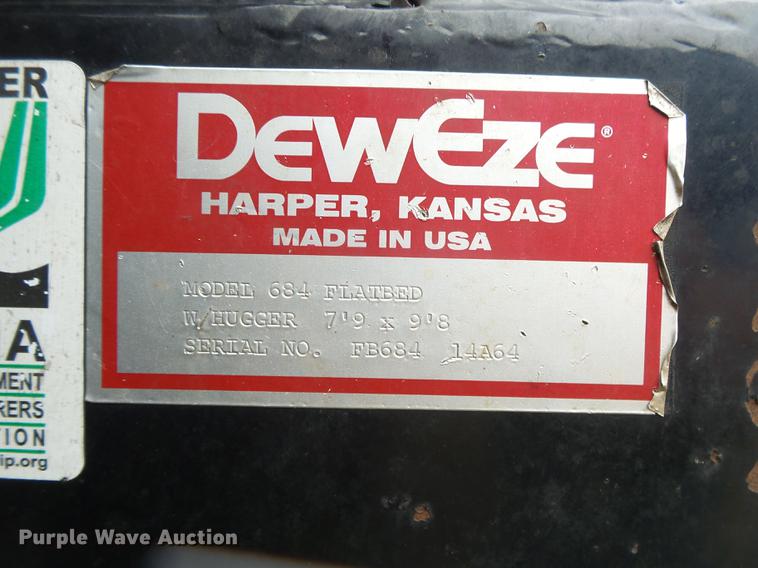 ER
A
MENT
KERS
TION
ip.org
DEWEZE®
HARPER, KANSAS
MADE IN USA
MODEL 684 FLATBED
W/HUGGER 7'9 x 9'8
SERIAL NO. FB684 14A64
Purple Wave Auction